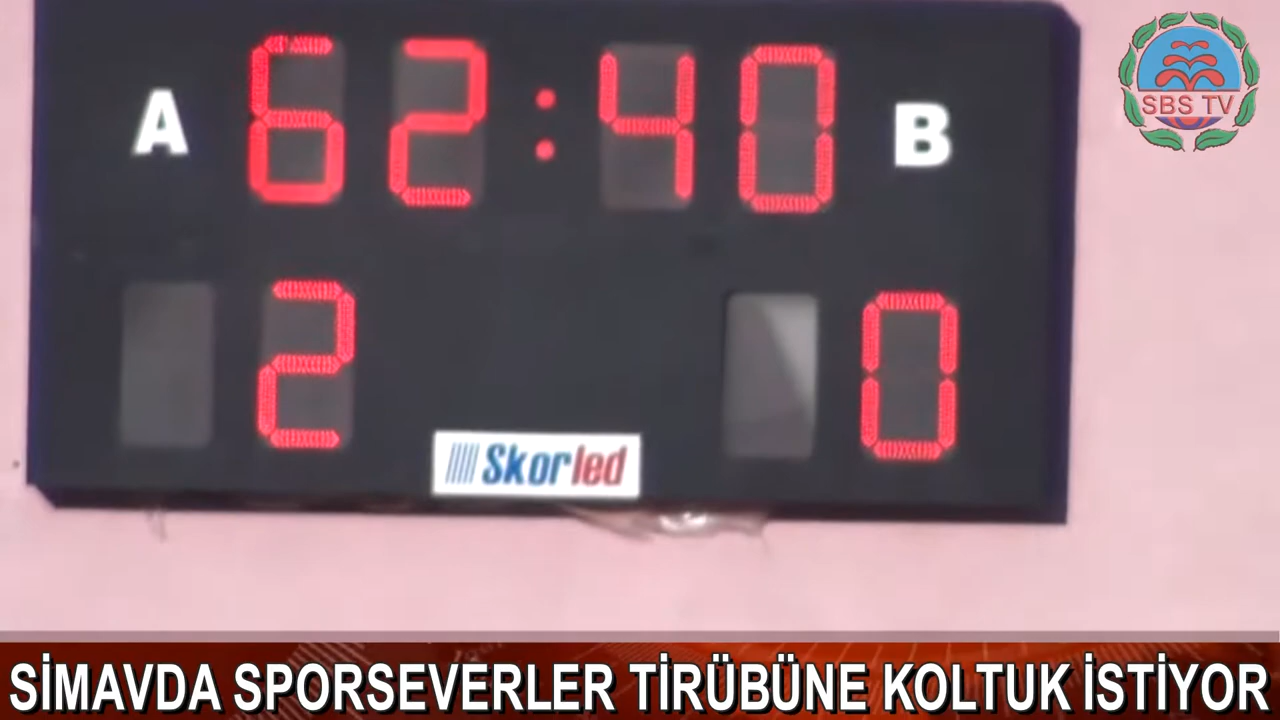 A 62:40 B
SBS TV
2 0
Skorled
SİMAVDA SPORSEVERLER TİRÜBÜNE KOLTUK İSTİYOR